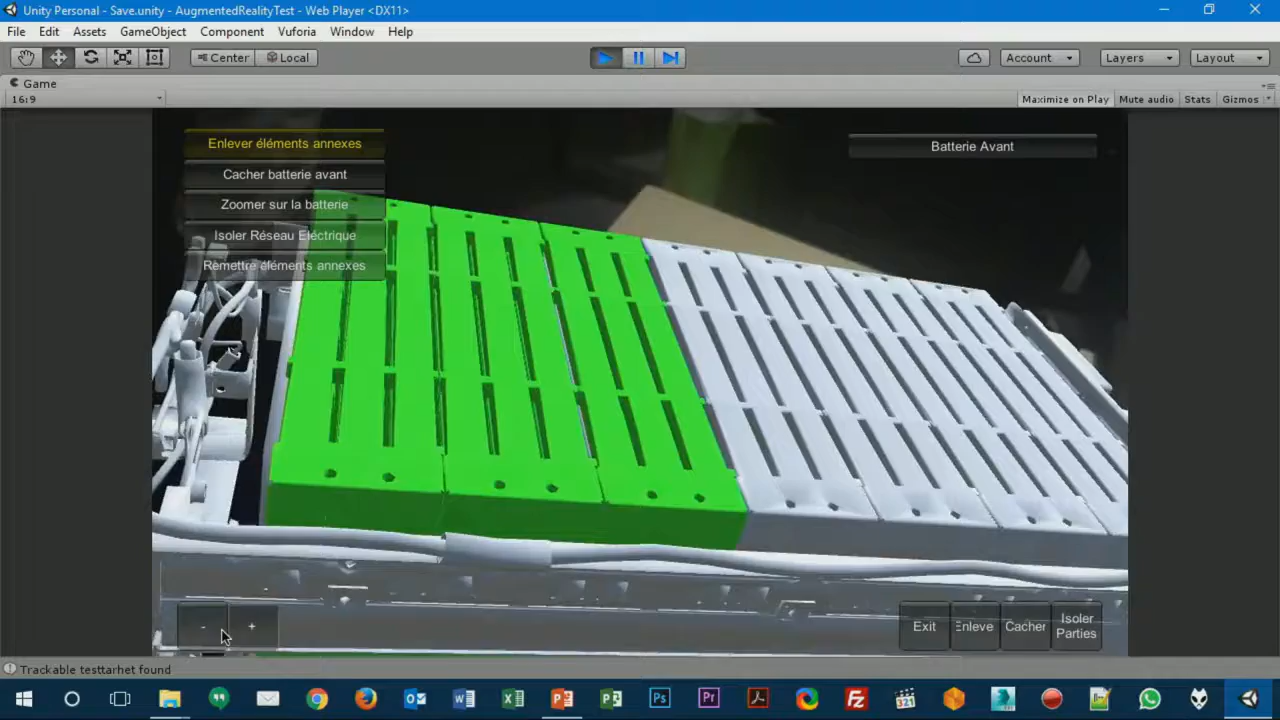 Unity Personal - Save.unity - AugmentedRealityTest - Web Player <DX11>
File Edit Assets GameObject Component Vuforia Window Help
Center Local Account Layers Layout
Game
16:9 Maximize on Play Mute audio Stats Gizmos
Enlever éléments annexes
Batterie Avant
Cacher batterie avant
Zoomer sur la batterie
Isoler Réseau Eléctrique
Remettre éléments annexes
- + Exit Enleve Cacher Isoler Parties
Trackable testtarhet found